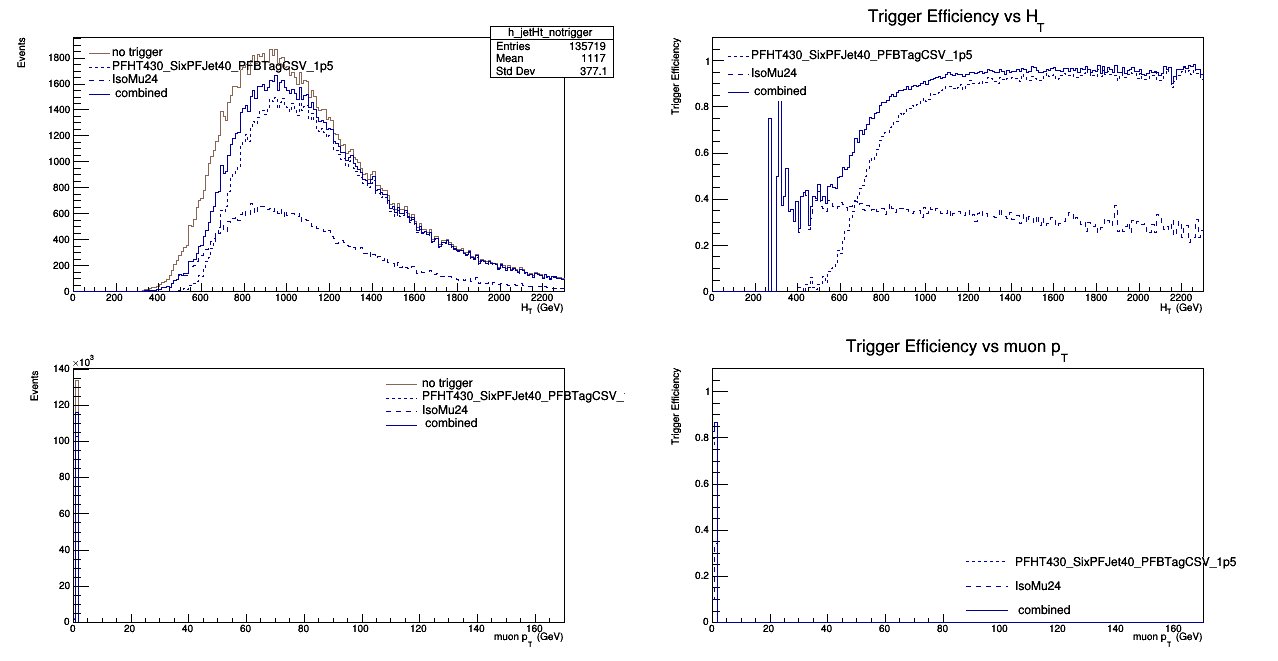 h_jetHt_notrigger
Entries 135719
Mean 1117
Std Dev 377.1
Events
no trigger
PFHT430_SixPFJet40_PFBTagCSV_1p5
IsoMu24
combined
1800
1600
1400
1200
1000
800
600
400
200
0
0 200 400 600 800 1000 1200 1400 1600 1800 2000 2200
H_T (GeV)
Trigger Efficiency vs H_T
Trigger Efficiency
PFHT430_SixPFJet40_PFBTagCSV_1p5
IsoMu24
combined
1
0.8
0.6
0.4
0.2
0
0 200 400 600 800 1000 1200 1400 1600 1800 2000 2200
H_T (GeV)
×10³
Events
no trigger
PFHT430_SixPFJet40_PFBTagCSV_
IsoMu24
combined
140
120
100
80
60
40
20
0
0 20 40 60 80 100 120 140 160
muon p_T (GeV)
Trigger Efficiency vs muon p_T
Trigger Efficiency
1
0.8
0.6
0.4
0.2
0
PFHT430_SixPFJet40_PFBTagCSV_1p5
IsoMu24
combined
0 20 40 60 80 100 120 140 160
muon p_T (GeV)